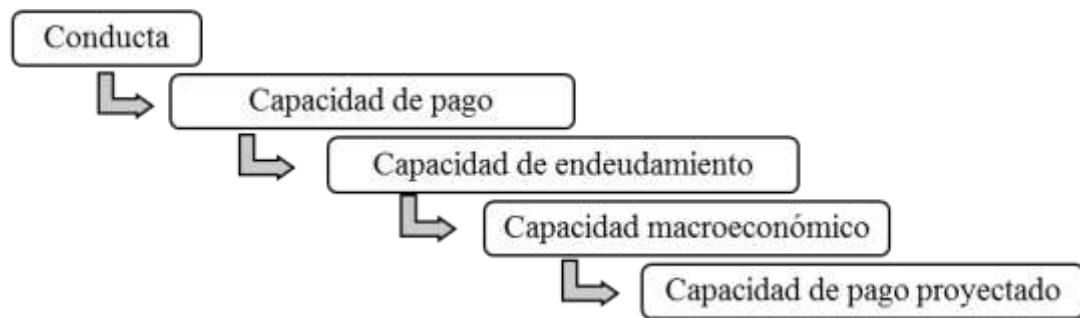 Conducta
Capacidad de pago
Capacidad de endeudamiento
Capacidad macroeconómico
Capacidad de pago proyectado